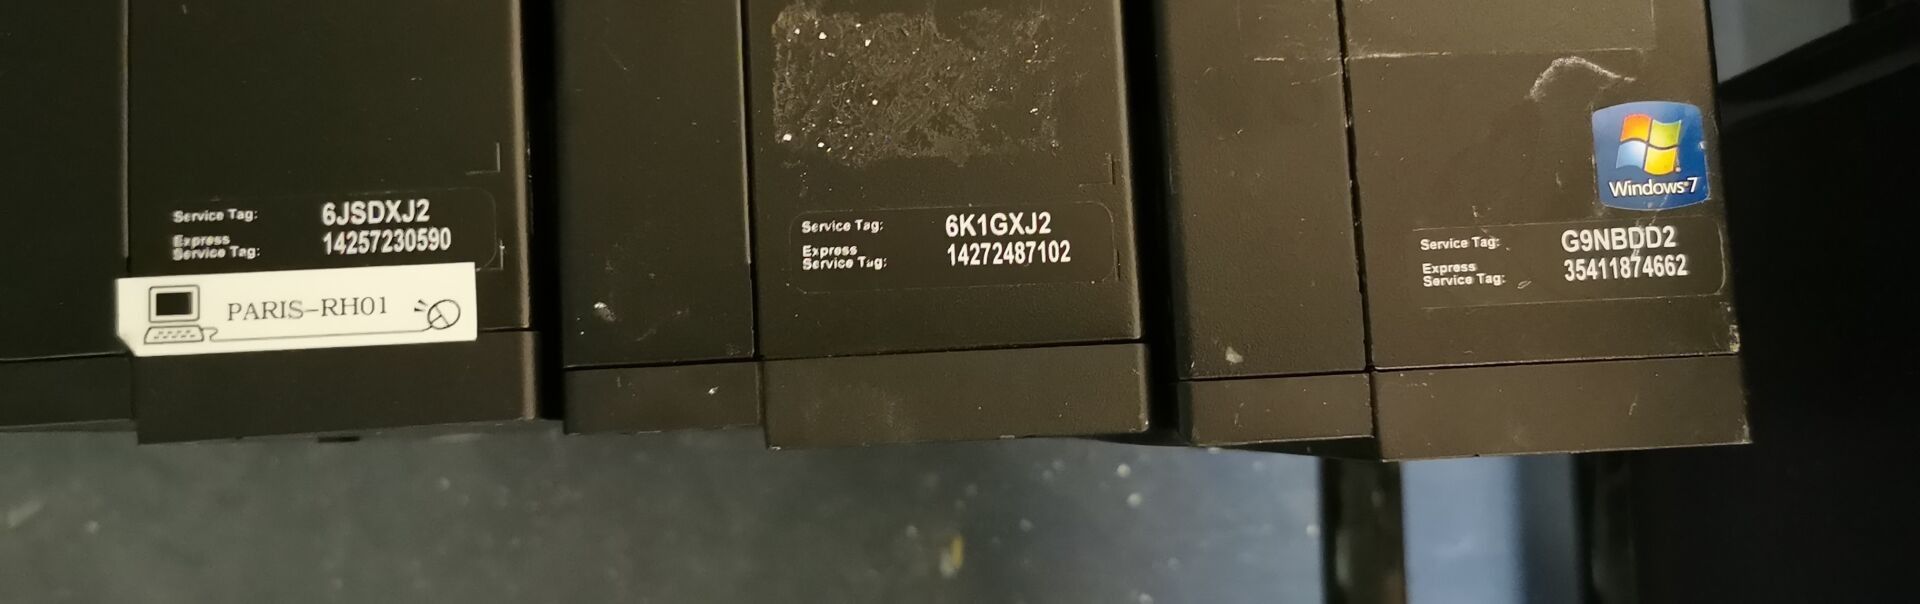 Service Tag: 6JSDXJ2
Express
Service Tag: 14257230590
PARIS-RH01
Service Tag: 6K1GXJ2
Express
Service Tag: 14272487102
Windows 7
Service Tag: G9NBDD2
Express
Service Tag: 35411874662